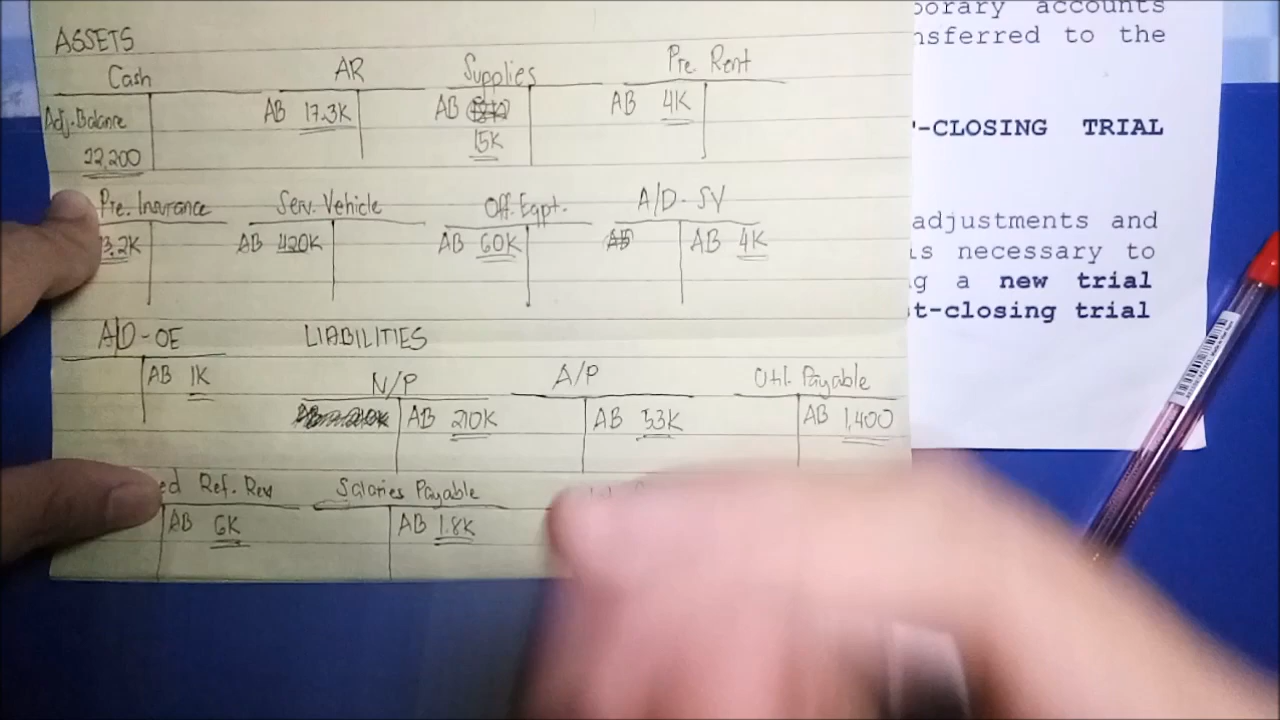 ASSETS
Cash AR Supplies Pre. Rent
Adj. Balance AB 17.3K AB 15K AB 4K
22,200
Pre. Insurance Serv. Vehicle Off. Eqpt. A/D - SV
3.2K AB 420K AB 60K AB AB 4K
A/D - OE LIABILITIES
AB 1K N/P A/P Util. Payable
AB 210K AB 53K AB 1,400
ed Ref. Rev Salaries Payable
AB 6K AB 1.8K
orary accounts
nsferred to the
-CLOSING TRIAL
adjustments and
is necessary to
g a new trial
t-closing trial